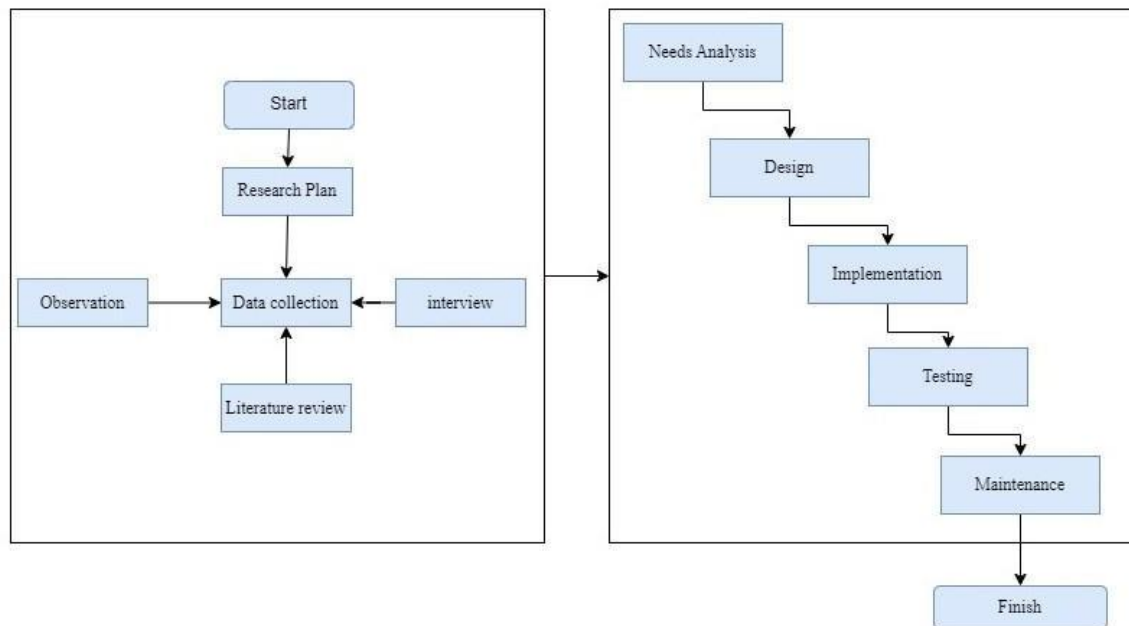 Start
Research Plan
Observation
Data collection
interview
Literature review
Needs Analysis
Design
Implementation
Testing
Maintenance
Finish